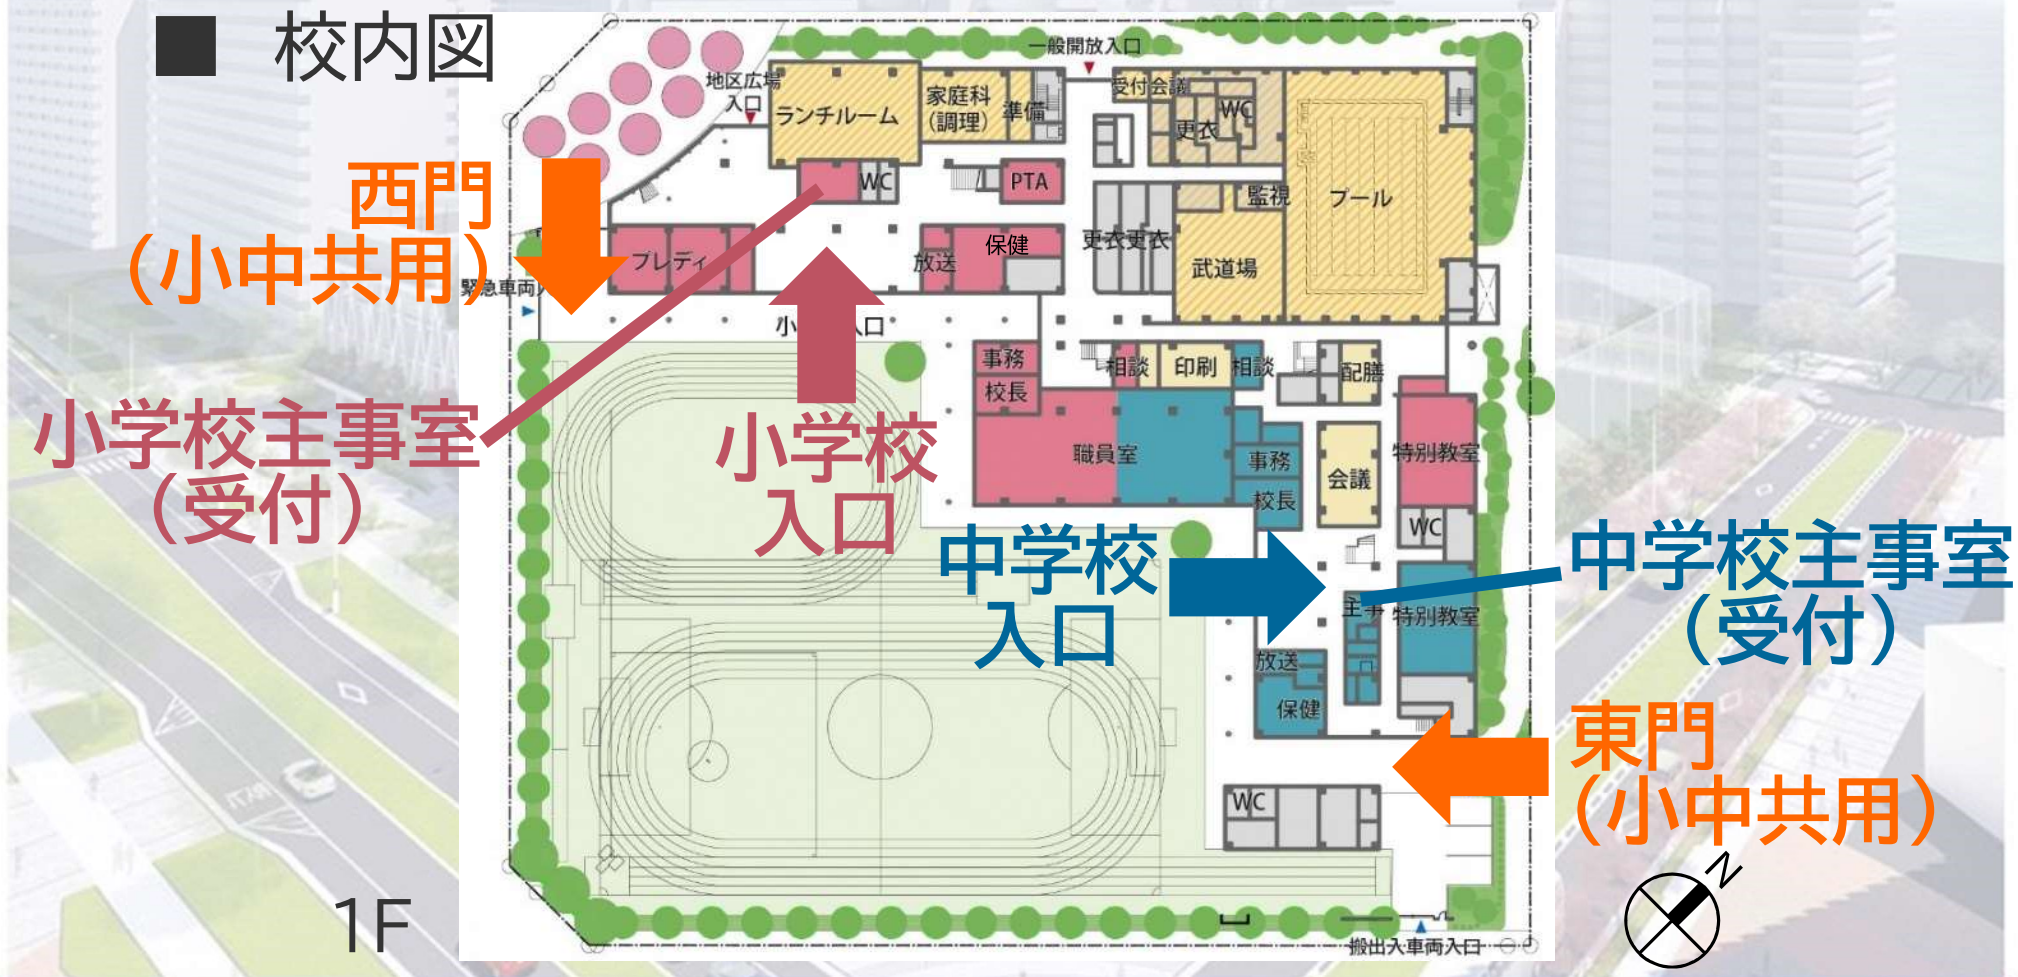 ■ 校内図
一般開放入口
地区広場
入口
ランチルーム
家庭科
(調理)
準備
受付
会議
更衣
WC
西門
(小中共用)
WC
PTA
監視
プール
プレディ
放送
保健
更衣
更衣
武道場
緊急車両
小
入口
事務
校長
相談
印刷
相談
配膳
小学校主事室
(受付)
小学校
入口
職員室
事務
校長
会議
特別教室
WC
中学校
入口
中学校主事室
(受付)
主事
特別教室
放送
保健
東門
(小中共用)
WC
N
1F
搬出入車両入口